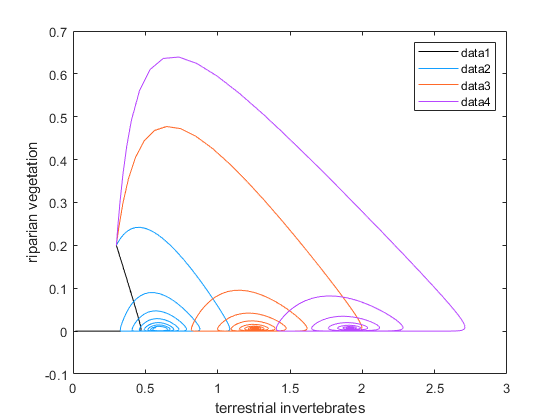 0.7
0.6
0.5
0.4
0.3
0.2
0.1
0
-0.1
riparian vegetation
data1
data2
data3
data4
0 0.5 1 1.5 2 2.5 3
terrestrial invertebrates